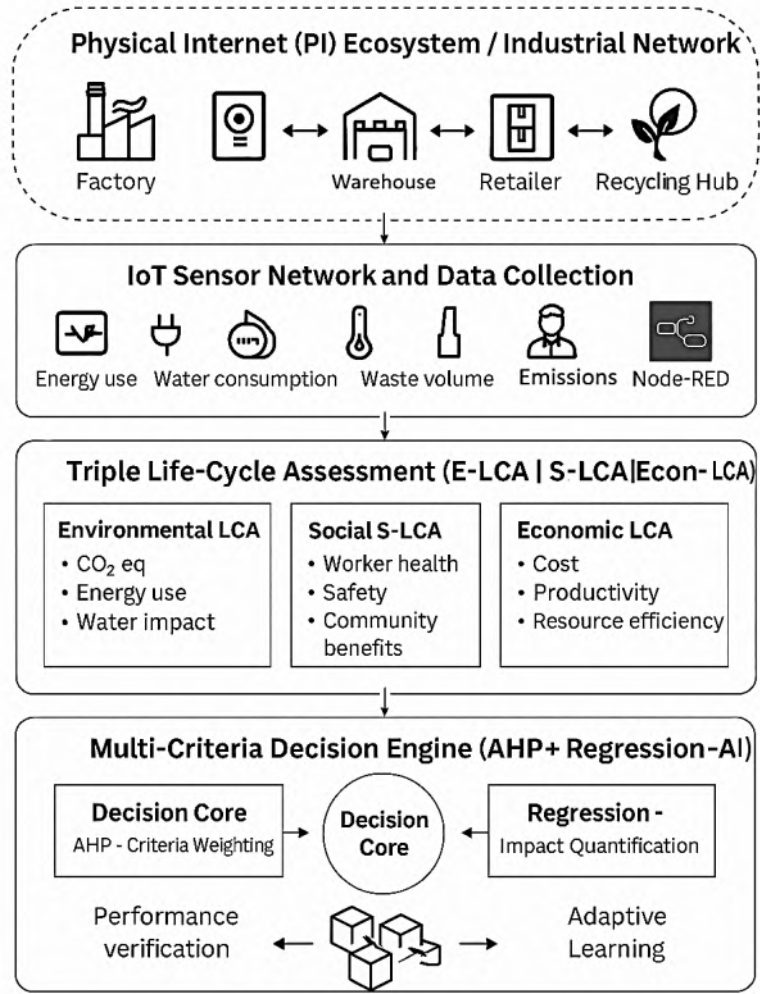 Physical Internet (PI) Ecosystem / Industrial Network
Factory
Warehouse
Retailer
Recycling Hub
IoT Sensor Network and Data Collection
Energy use
Water consumption
Waste volume
Emissions
Node-RED
Triple Life-Cycle Assessment (E-LCA | S-LCA|Econ-LCA)
Environmental LCA
• CO₂ eq
• Energy use
• Water impact
Social S-LCA
• Worker health
• Safety
• Community
benefits
Economic LCA
• Cost
• Productivity
• Resource efficiency
Multi-Criteria Decision Engine (AHP+ Regression-AI)
Decision Core
AHP - Criteria Weighting
Decision
Core
Regression -
Impact Quantification
Performance
verification
Adaptive
Learning